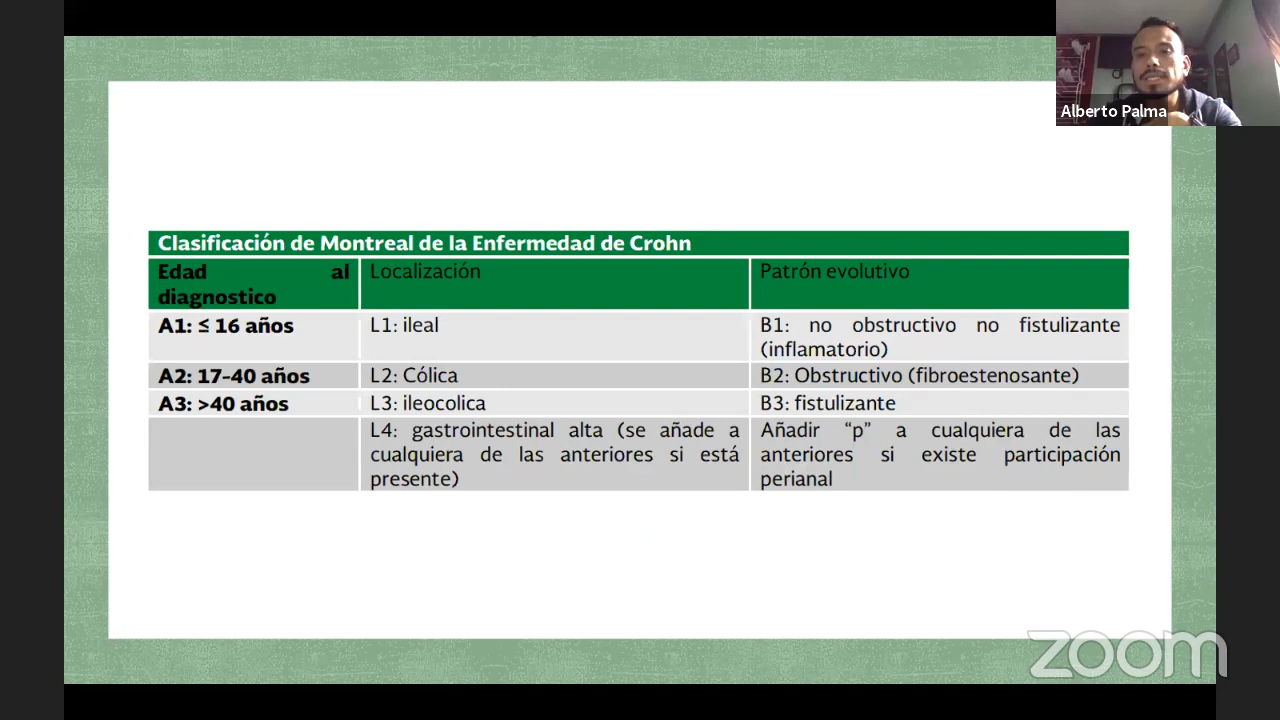 Alberto Palma
Clasificación de Montreal de la Enfermedad de Crohn
Edad al
diagnostico
Localización
Patrón evolutivo
A1: ≤ 16 años
L1: ileal
B1: no obstructivo no fistulizante
(inflamatorio)
A2: 17-40 años
L2: Cólica
B2: Obstructivo (fibroestenosante)
A3: >40 años
L3: ileocolica
B3: fistulizante
L4: gastrointestinal alta (se añade a
cualquiera de las anteriores si está
presente)
Añadir “p” a cualquiera de las
anteriores si existe participación
perianal
zoom